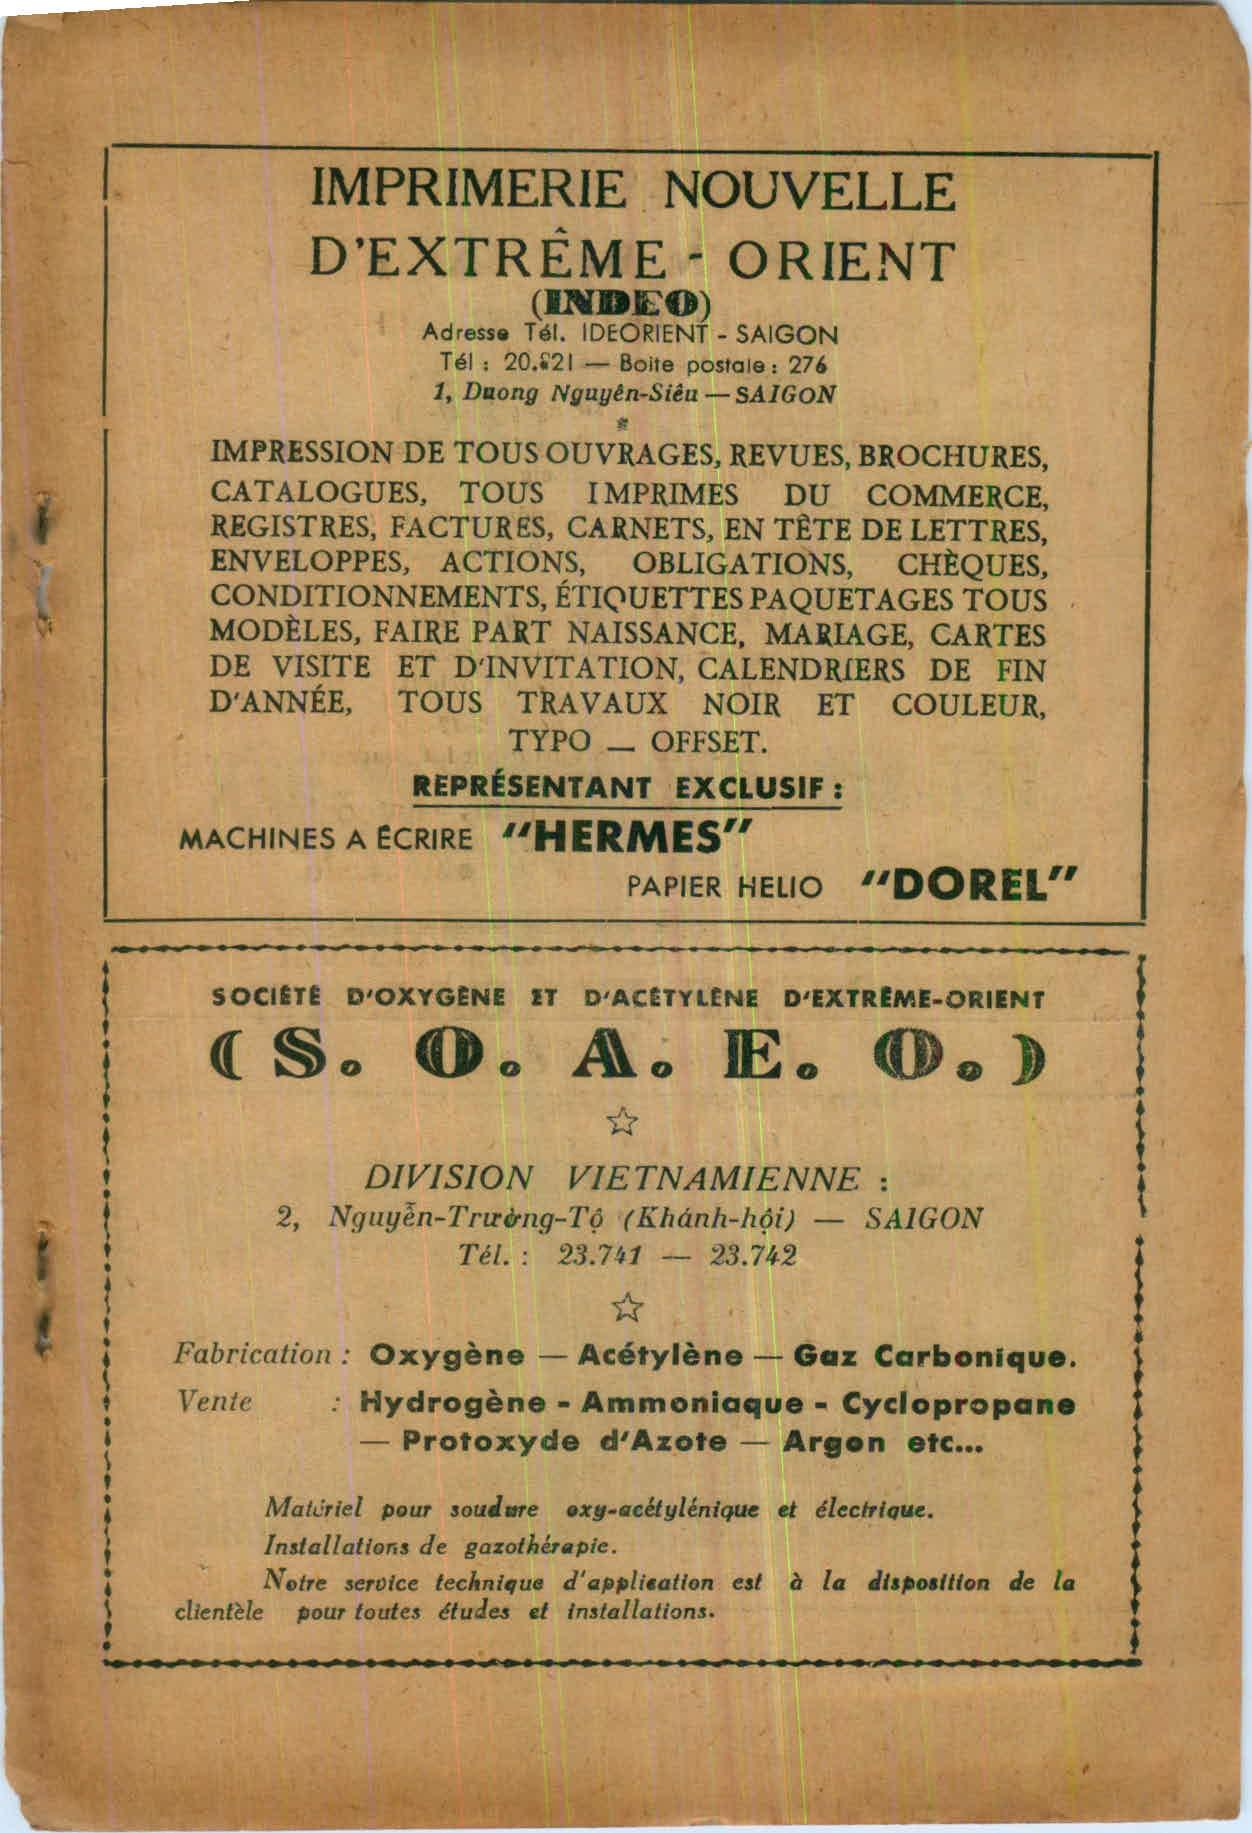 IMPRIMERIE NOUVELLE
D'EXTRÊME - ORIENT
(INDEO)
Adresse Tél. IDEORIENT - SAIGON
Tél : 20.821 — Boite postale : 276
1, Duong Nguyên-Siêu — SAIGON
*
IMPRESSION DE TOUS OUVRAGES, REVUES, BROCHURES,
CATALOGUES, TOUS IMPRIMES DU COMMERCE,
REGISTRES, FACTURES, CARNETS, EN TÊTE DE LETTRES,
ENVELOPPES, ACTIONS, OBLIGATIONS, CHÈQUES,
CONDITIONNEMENTS, ÉTIQUETTES PAQUETAGES TOUS
MODÈLES, FAIRE PART NAISSANCE, MARIAGE, CARTES
DE VISITE ET D'INVITATION, CALENDRIERS DE FIN
D'ANNÉE, TOUS TRAVAUX NOIR ET COULEUR,
TYPO — OFFSET.
REPRÉSENTANT EXCLUSIF :
MACHINES A ÉCRIRE "HERMES"
PAPIER HELIO "DOREL"
SOCIÉTÉ D'OXYGÈNE ET D'ACÉTYLÈNE D'EXTRÊME-ORIENT
( S. O. A. E. O. )
☆
DIVISION VIETNAMIENNE :
2, Nguyễn-Trường-Tộ (Khánh-hội) — SAIGON
Tél. : 23.741 — 23.742
☆
Fabrication : Oxygène — Acétylène — Gaz Carbonique.
Vente : Hydrogène - Ammoniaque - Cyclopropane
— Protoxyde d'Azote — Argon etc...
Matériel pour soudure oxy-acétylénique et électrique.
Installations de gazothérapie.
Notre service technique d'application est à la disposition de la
clientèle pour toutes études et installations.